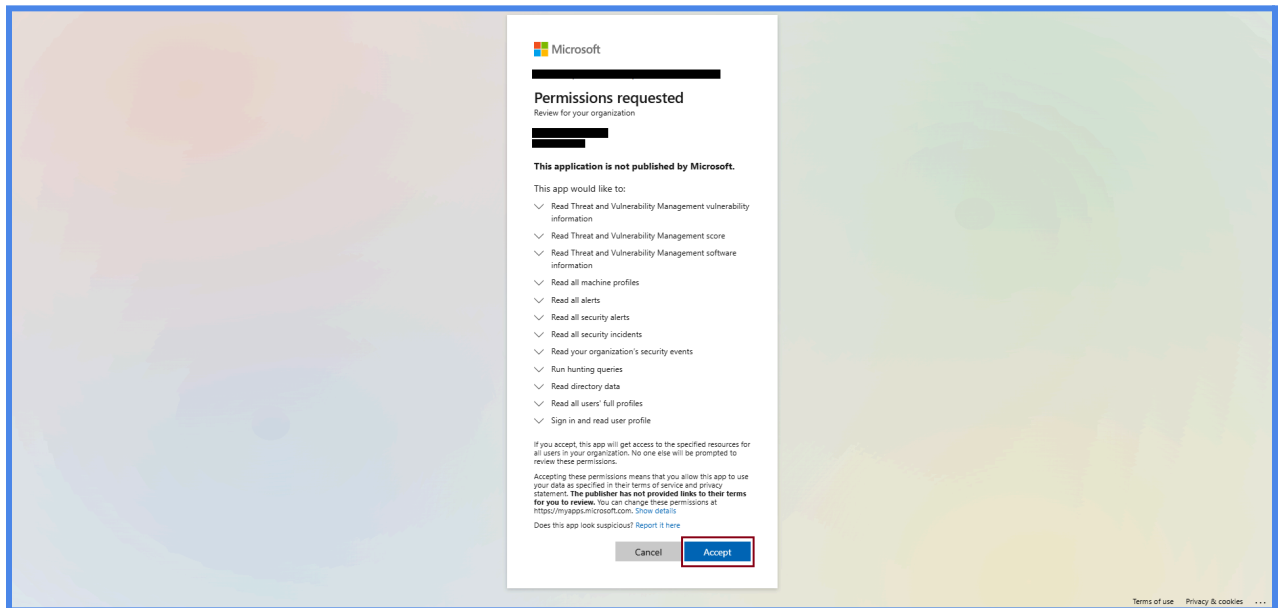 Microsoft
Permissions requested
Review for your organization
This application is not published by Microsoft.
This app would like to:
Read Threat and Vulnerability Management vulnerability
information
Read Threat and Vulnerability Management score
Read Threat and Vulnerability Management software
information
Read all machine profiles
Read all alerts
Read all security alerts
Read all security incidents
Read your organization's security events
Run hunting queries
Read directory data
Read all users' full profiles
Sign in and read user profile
If you accept, this app will get access to the specified resources for
all users in your organization. No one else will be prompted to
review these permissions.
Accepting these permissions means that you allow this app to use
your data as specified in their terms of service and privacy
statement. The publisher has not provided links to their terms
for you to review. You can change these permissions at
https://myapps.microsoft.com. Show details
Does this app look suspicious? Report it here
Cancel Accept
Terms of use Privacy & cookies ...